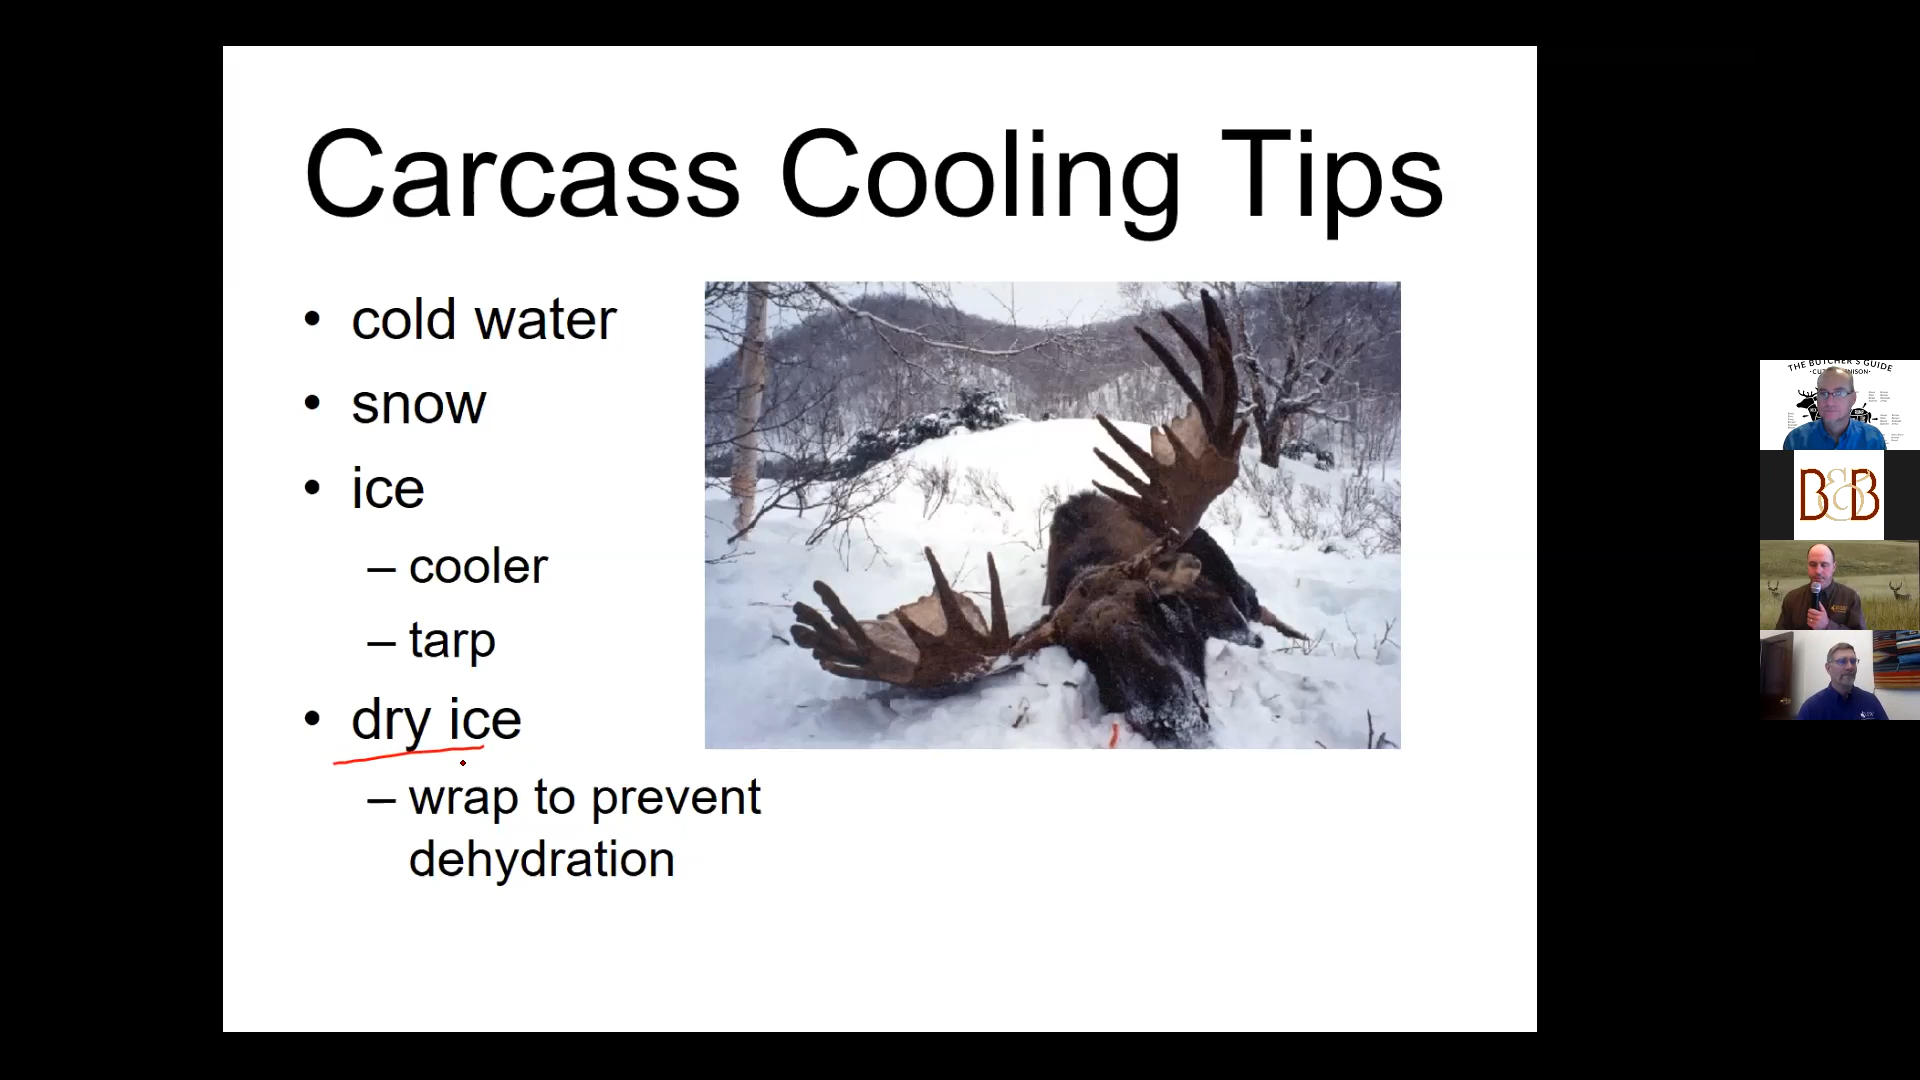 Carcass Cooling Tips
• cold water
• snow
• ice
– cooler
– tarp
• dry ice
– wrap to prevent
dehydration
THE BUTCHER'S GUIDE
B&B